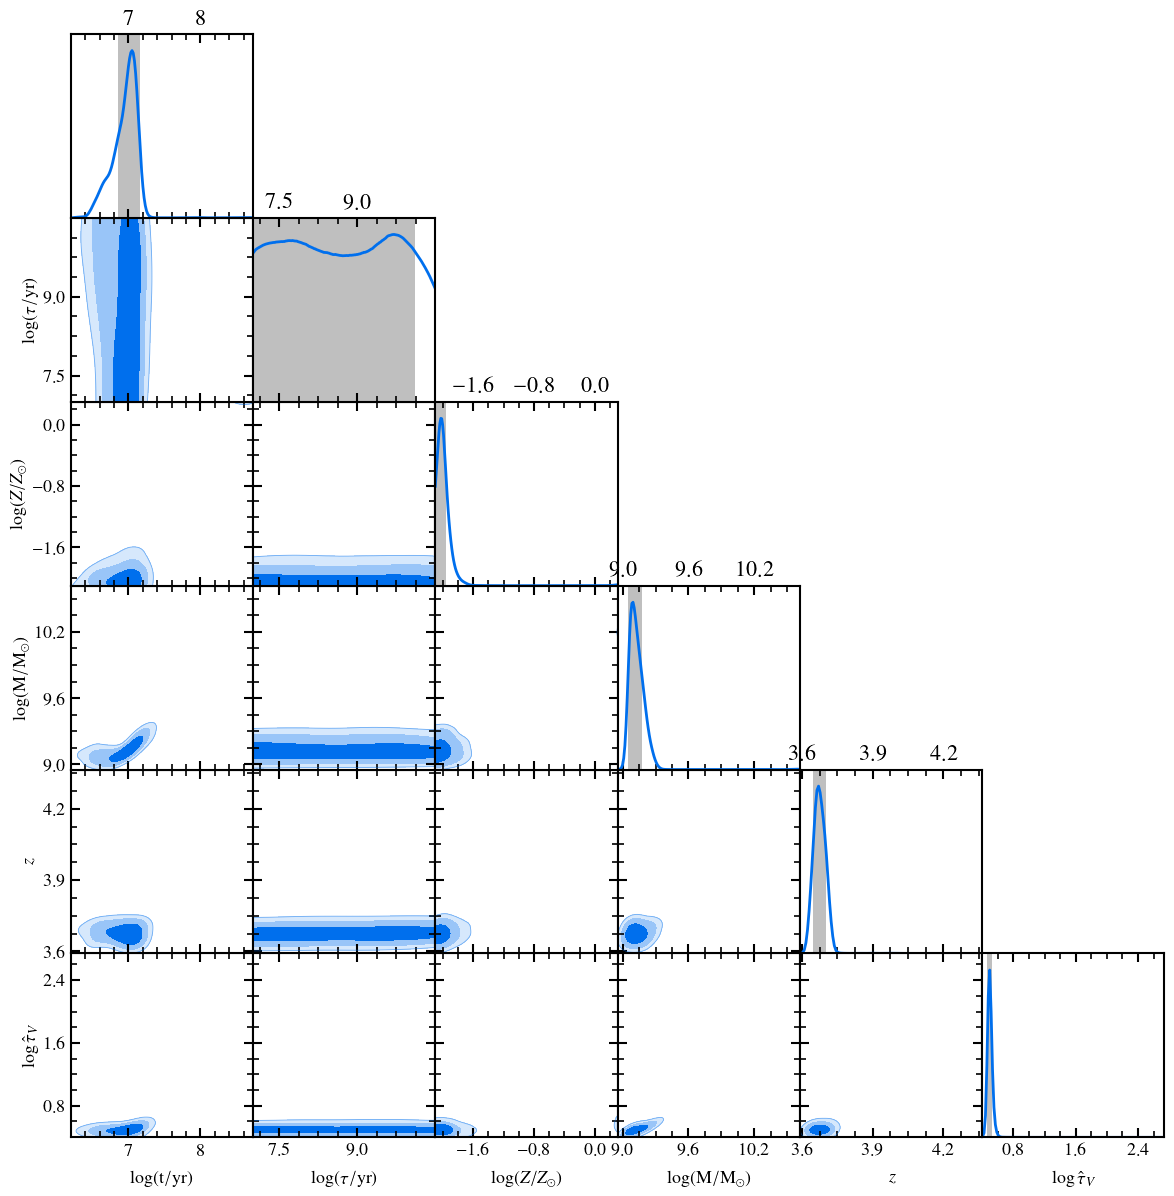 7 8
7.5 9.0
log(τ/yr)
9.0
7.5
−1.6 −0.8 0.0
log(Z/Z⊙)
0.0
−0.8
−1.6
9.0 9.6 10.2
log(M/M⊙)
10.2
9.6
9.0
3.6 3.9 4.2
z
4.2
3.9
3.6
log τ̂V
2.4
1.6
0.8
7 8 7.5 9.0 −1.6 −0.8 0.0 9.0 9.6 10.2 3.6 3.9 4.2 0.8 1.6 2.4
log(t/yr) log(τ/yr) log(Z/Z⊙) log(M/M⊙) z log τ̂V